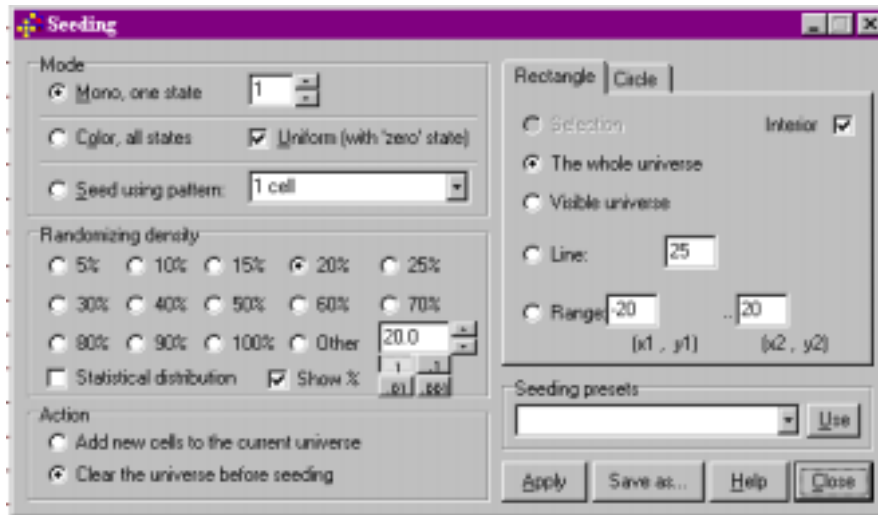 Seeding
Mode
Mono, one state 1
Color, all states Uniform (with 'zero' state)
Seed using pattern: 1 cell
Randomizing density
5% 10% 15% 20% 25%
30% 40% 50% 60% 70%
80% 90% 100% Other 20.0
Statistical distribution Show % .1 .1
.01 .001
Action
Add new cells to the current universe
Clear the universe before seeding
Rectangle Circle
Selection Interior
The whole universe
Visible universe
Line: 25
Range: -20 .. 20
(x1 , y1) (x2 , y2)
Seeding presets
Use
Apply Save as... Help Close